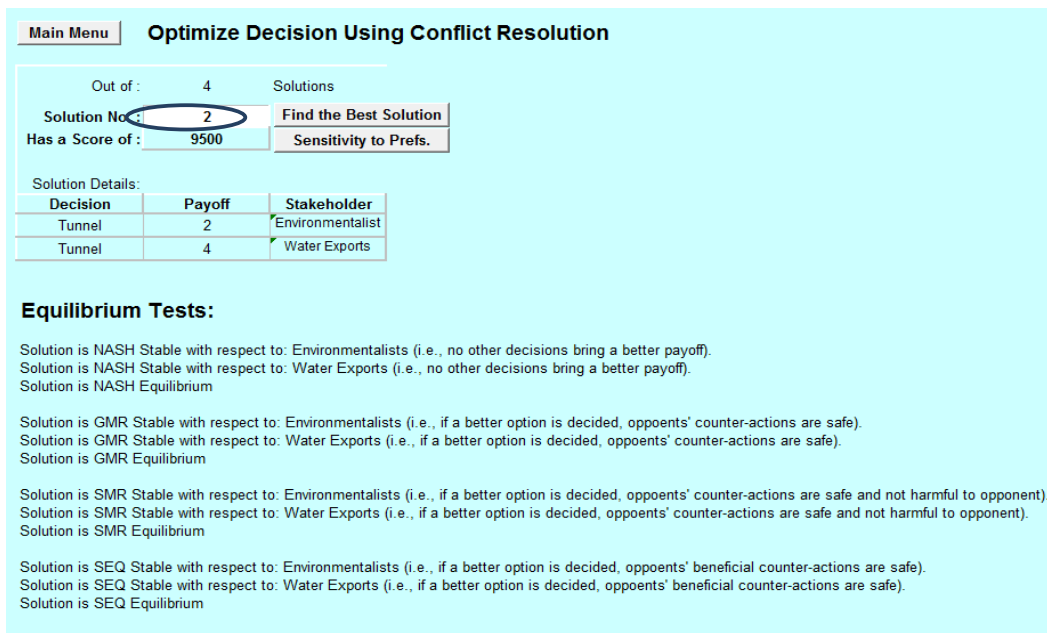 Main Menu Optimize Decision Using Conflict Resolution
Out of : 4 Solutions
Solution No. : 2 Find the Best Solution
Has a Score of : 9500 Sensitivity to Prefs.
Solution Details:
Decision Payoff Stakeholder
Tunnel 2 Environmentalist
Tunnel 4 Water Exports
Equilibrium Tests:
Solution is NASH Stable with respect to: Environmentalists (i.e., no other decisions bring a better payoff).
Solution is NASH Stable with respect to: Water Exports (i.e., no other decisions bring a better payoff).
Solution is NASH Equilibrium
Solution is GMR Stable with respect to: Environmentalists (i.e., if a better option is decided, oppoents' counter-actions are safe).
Solution is GMR Stable with respect to: Water Exports (i.e., if a better option is decided, oppoents' counter-actions are safe).
Solution is GMR Equilibrium
Solution is SMR Stable with respect to: Environmentalists (i.e., if a better option is decided, oppoents' counter-actions are safe and not harmful to opponent).
Solution is SMR Stable with respect to: Water Exports (i.e., if a better option is decided, oppoents' counter-actions are safe and not harmful to opponent).
Solution is SMR Equilibrium
Solution is SEQ Stable with respect to: Environmentalists (i.e., if a better option is decided, oppoents' beneficial counter-actions are safe).
Solution is SEQ Stable with respect to: Water Exports (i.e., if a better option is decided, oppoents' beneficial counter-actions are safe).
Solution is SEQ Equilibrium